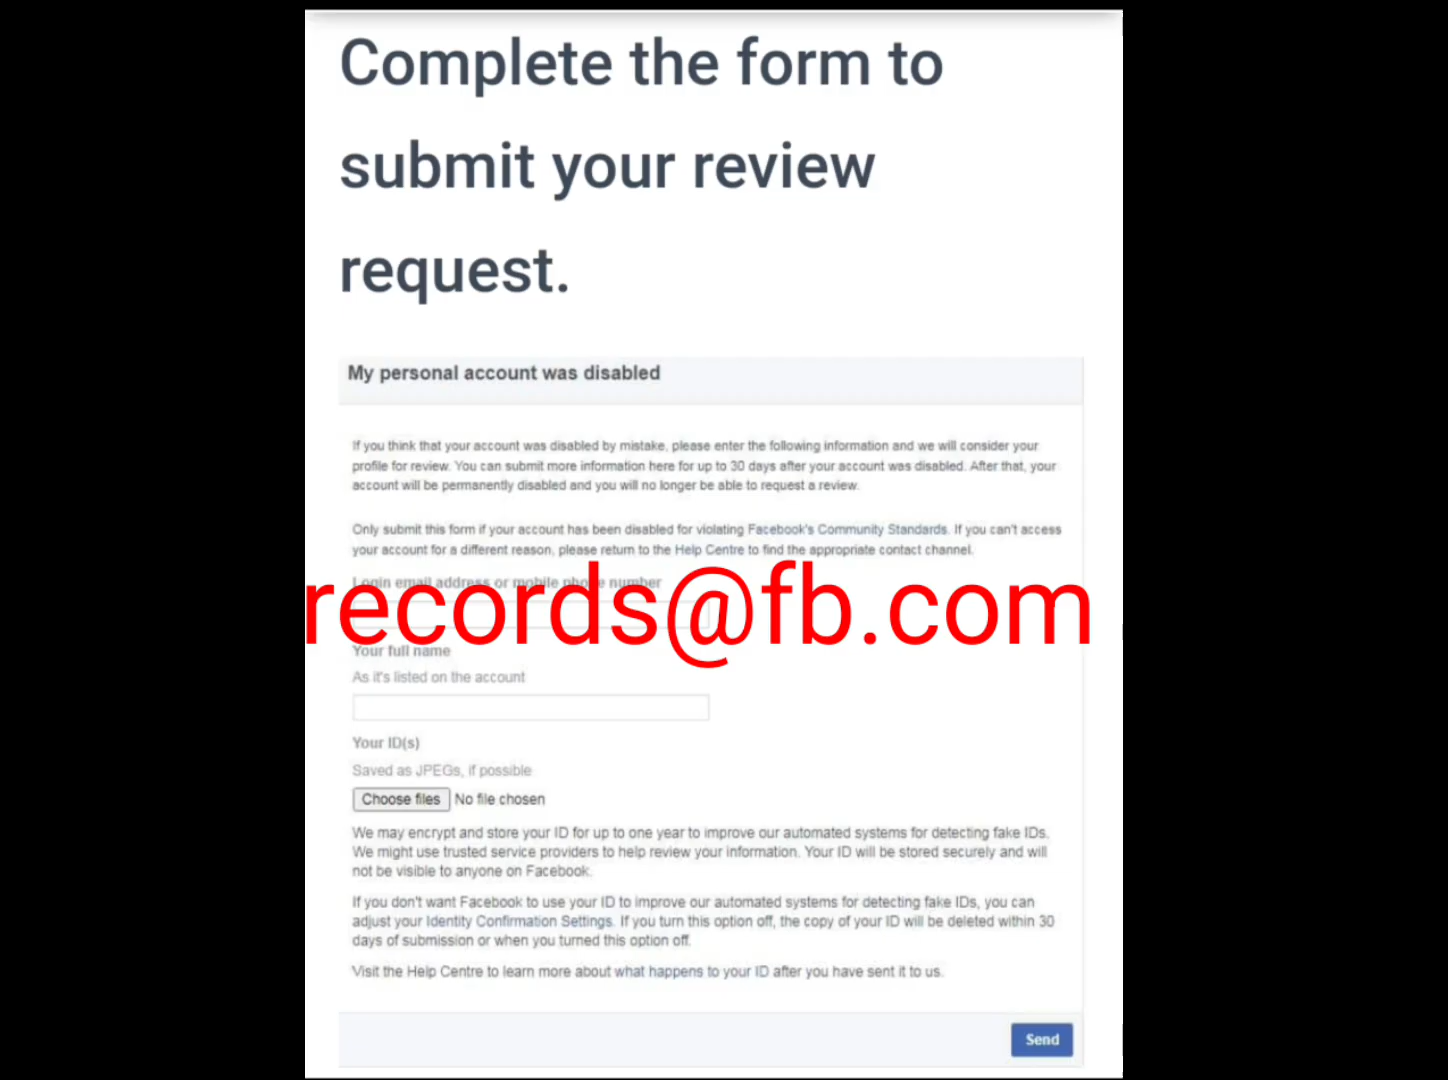 Complete the form to
submit your review
request.
My personal account was disabled
If you think that your account was disabled by mistake, please enter the following information and we will consider your
profile for review. You can submit more information here for up to 30 days after your account was disabled. After that, your
account will be permanently disabled and you will no longer be able to request a review.
Only submit this form if your account has been disabled for violating Facebook's Community Standards. If you can't access
your account for a different reason, please return to the Help Centre to find the appropriate contact channel.
Login email address or mobile phone number
records@fb.com
Your full name
As it's listed on the account
Your ID(s)
Saved as JPEGs, if possible
Choose files No file chosen
We may encrypt and store your ID for up to one year to improve our automated systems for detecting fake IDs.
We might use trusted service providers to help review your information. Your ID will be stored securely and will
not be visible to anyone on Facebook.
If you don't want Facebook to use your ID to improve our automated systems for detecting fake IDs, you can
adjust your Identity Confirmation Settings. If you turn this option off, the copy of your ID will be deleted within 30
days of submission or when you turned this option off.
Visit the Help Centre to learn more about what happens to your ID after you have sent it to us.
Send